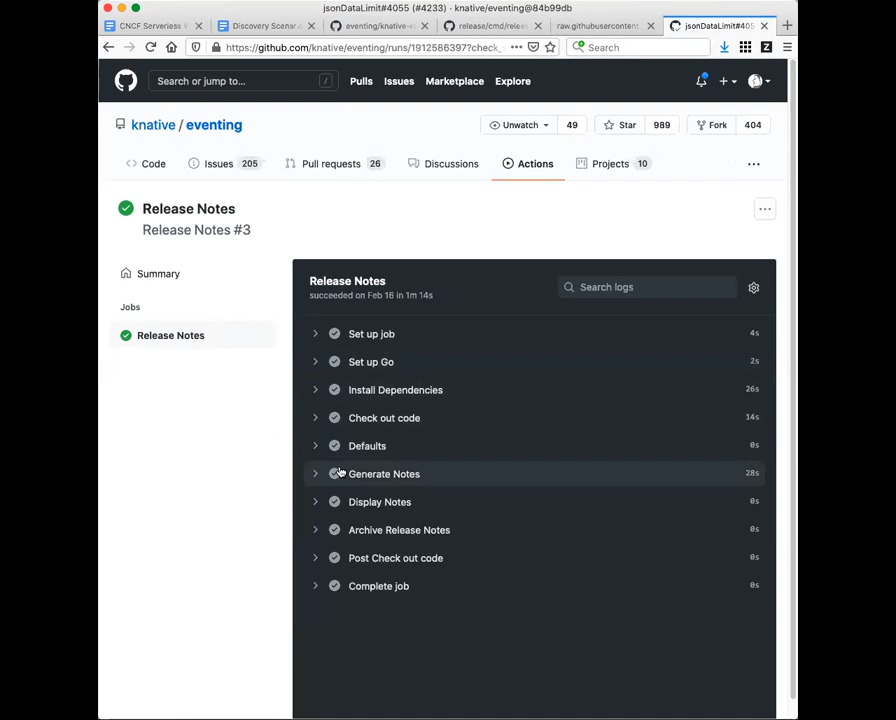 jsonDataLimit#4055 (#4233) · knative/eventing@84b99db
CNCF Serverless W
Discovery Scenar
eventing/knative-r
release/cmd/relea
raw.githubusercontent
jsonDataLimit#405
https://github.com/knative/eventing/runs/1912586397?check_
Search
Search or jump to…
/
Pulls
Issues
Marketplace
Explore
knative / eventing
Unwatch
49
Star
989
Fork
404
Code
Issues 205
Pull requests 26
Discussions
Actions
Projects 10
Release Notes
Release Notes #3
Summary
Jobs
Release Notes
Release Notes
succeeded on Feb 16 in 1m 14s
Search logs
Set up job 4s
Set up Go 2s
Install Dependencies 26s
Check out code 14s
Defaults 0s
Generate Notes 28s
Display Notes 0s
Archive Release Notes 0s
Post Check out code 0s
Complete job 0s